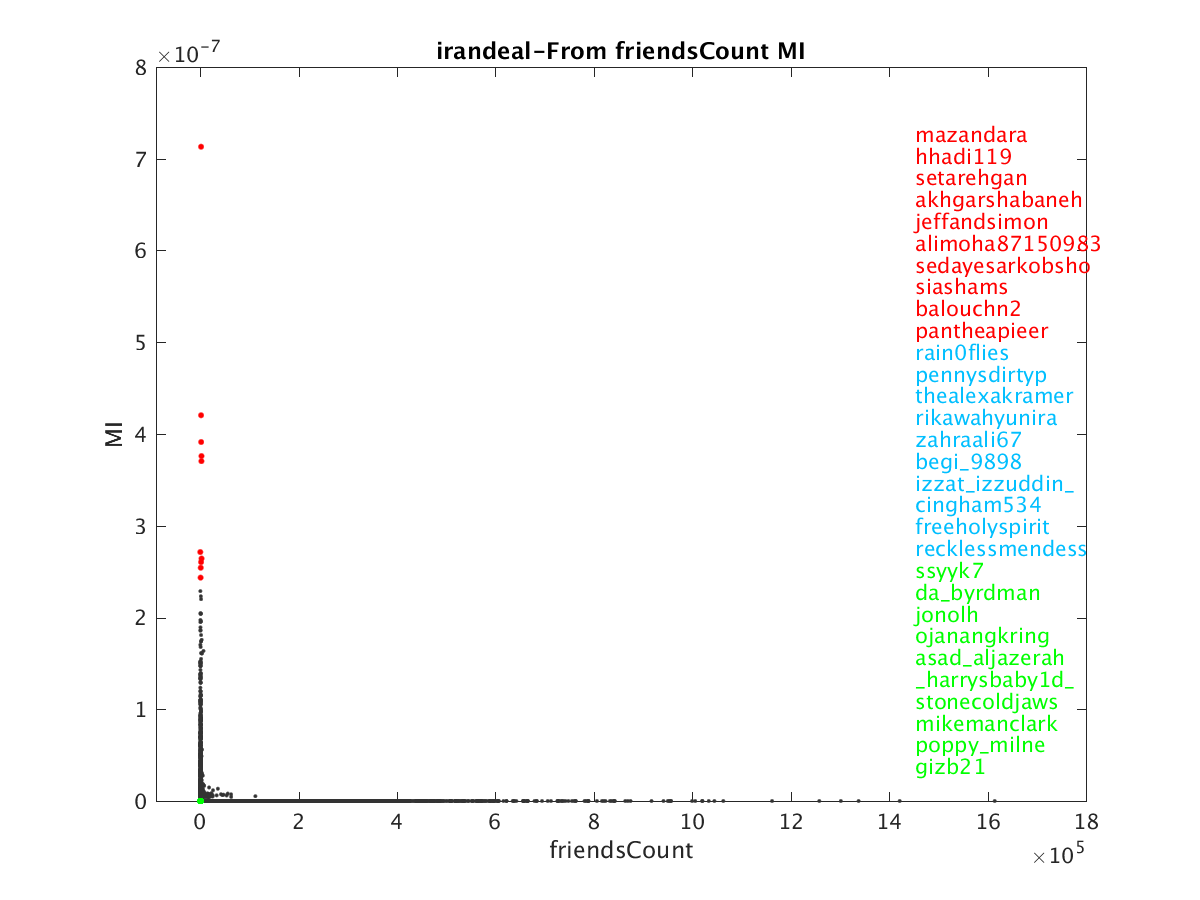 irandeal-From friendsCount MI
×10⁻⁷
8
7
6
5
4
3
2
1
0
MI
0 2 4 6 8 10 12 14 16 18
friendsCount
×10⁵
mazandara
hhadi119
setarehgan
akhgarshabaneh
jeffandsimon
alimoha87150983
sedayesarkobsho
siashams
balouchn2
pantheapieer
rain0flies
pennysdirtyp
thealexakramer
rikawahyunira
zahraali67
begi_9898
izzat_izzuddin_
cingham534
freeholyspirit
recklessmendess
ssyyk7
da_byrdman
jonolh
ojanangkring
asad_aljazerah
_harrysbaby1d_
stonecoldjaws
mikemanclark
poppy_milne
gizb21